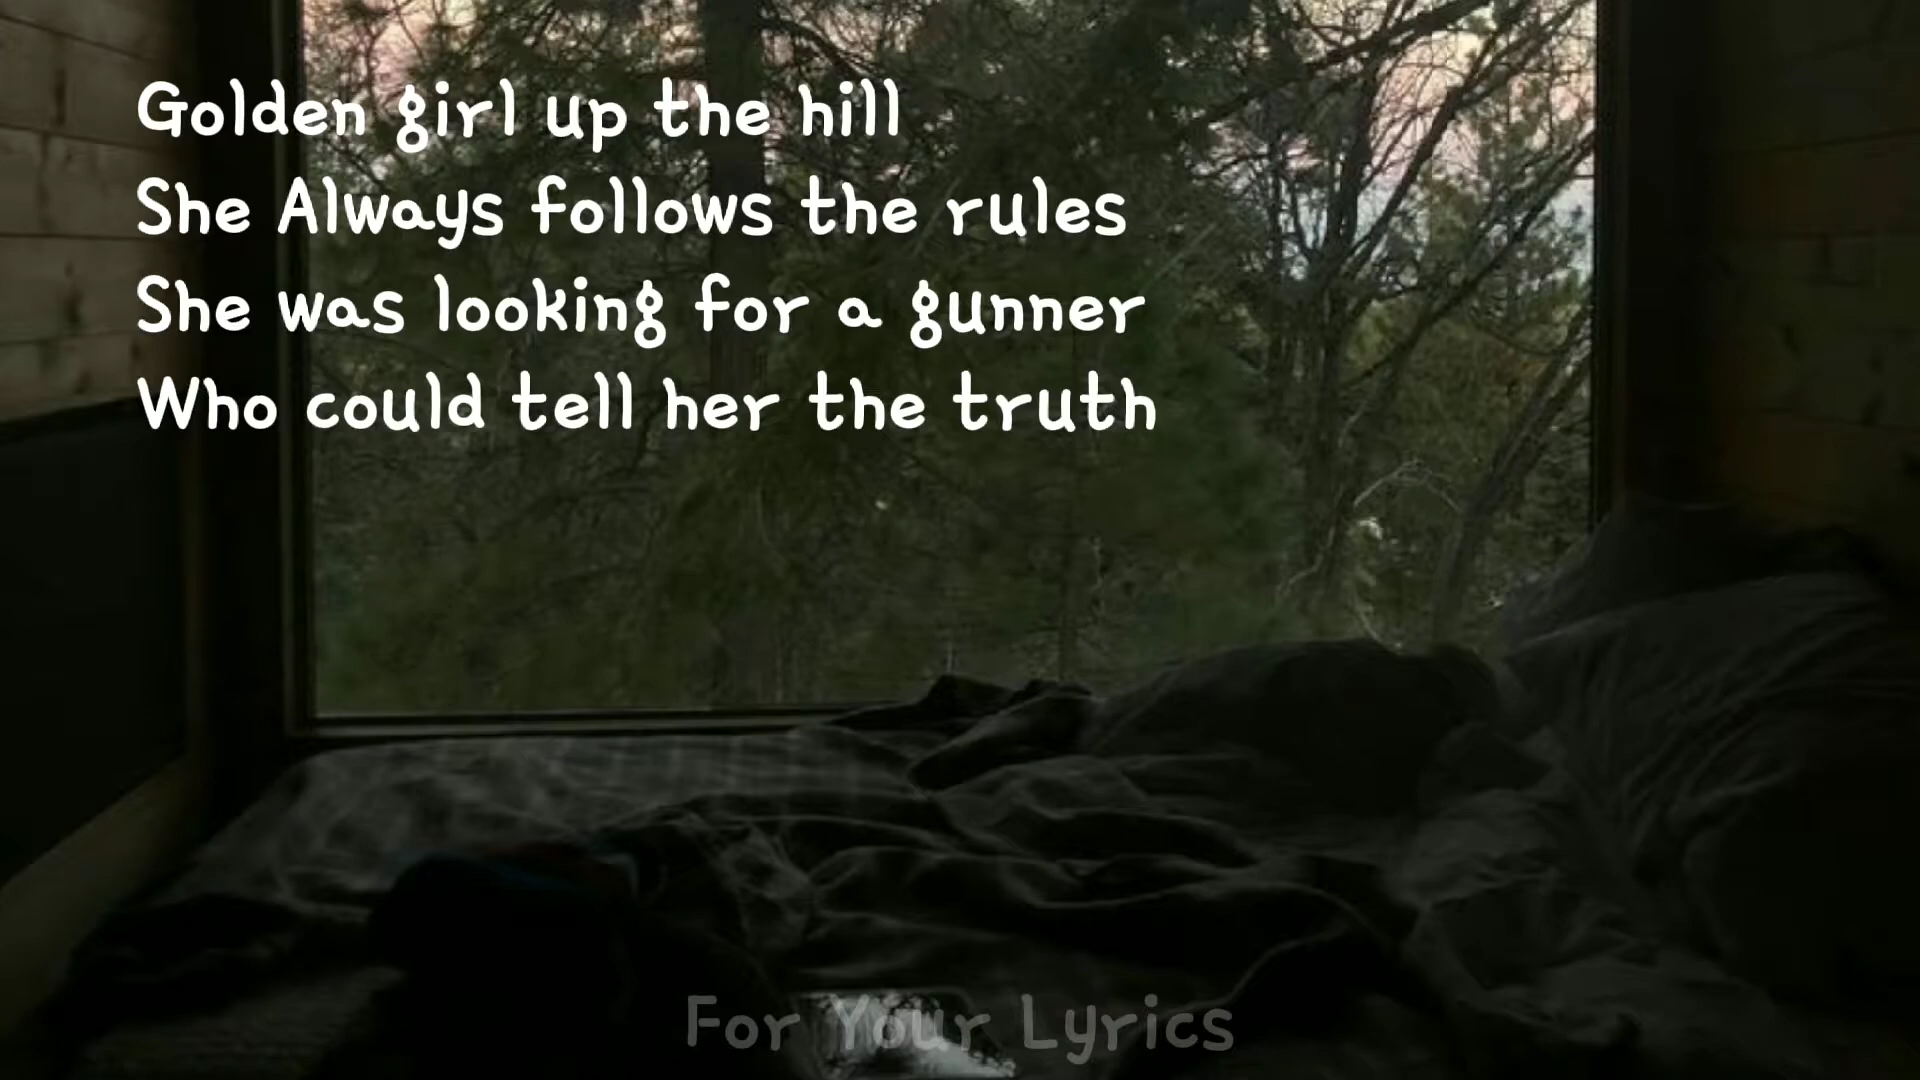 Golden girl up the hill
She Always follows the rules
She was looking for a gunner
Who could tell her the truth
For Your Lyrics